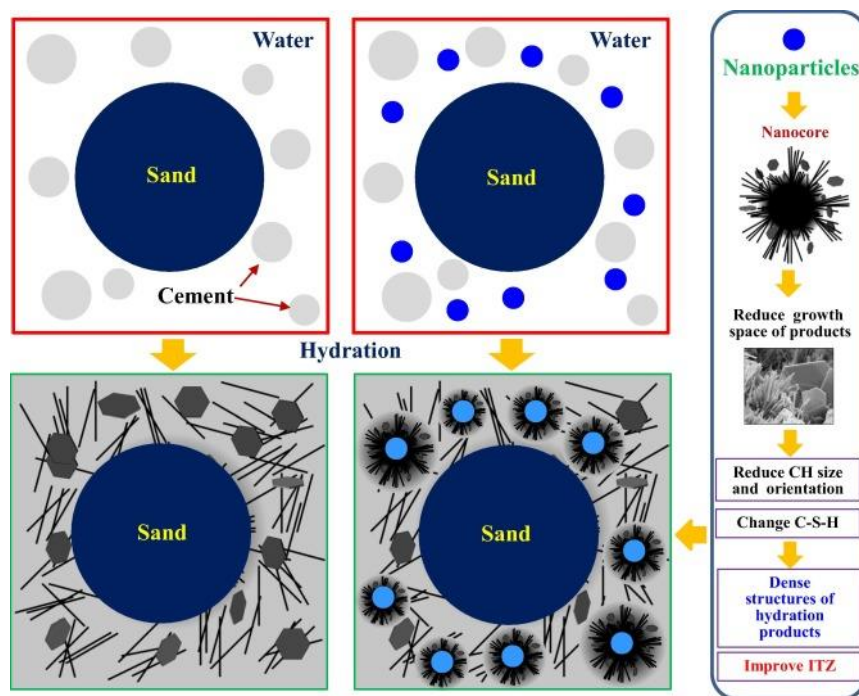 Water
Sand
Cement
Water
Sand
Hydration
Sand
Sand
Nanoparticles
Nanocore
Reduce growth
space of products
Reduce CH size
and orientation
Change C-S-H
Dense
structures of
hydration
products
Improve ITZ